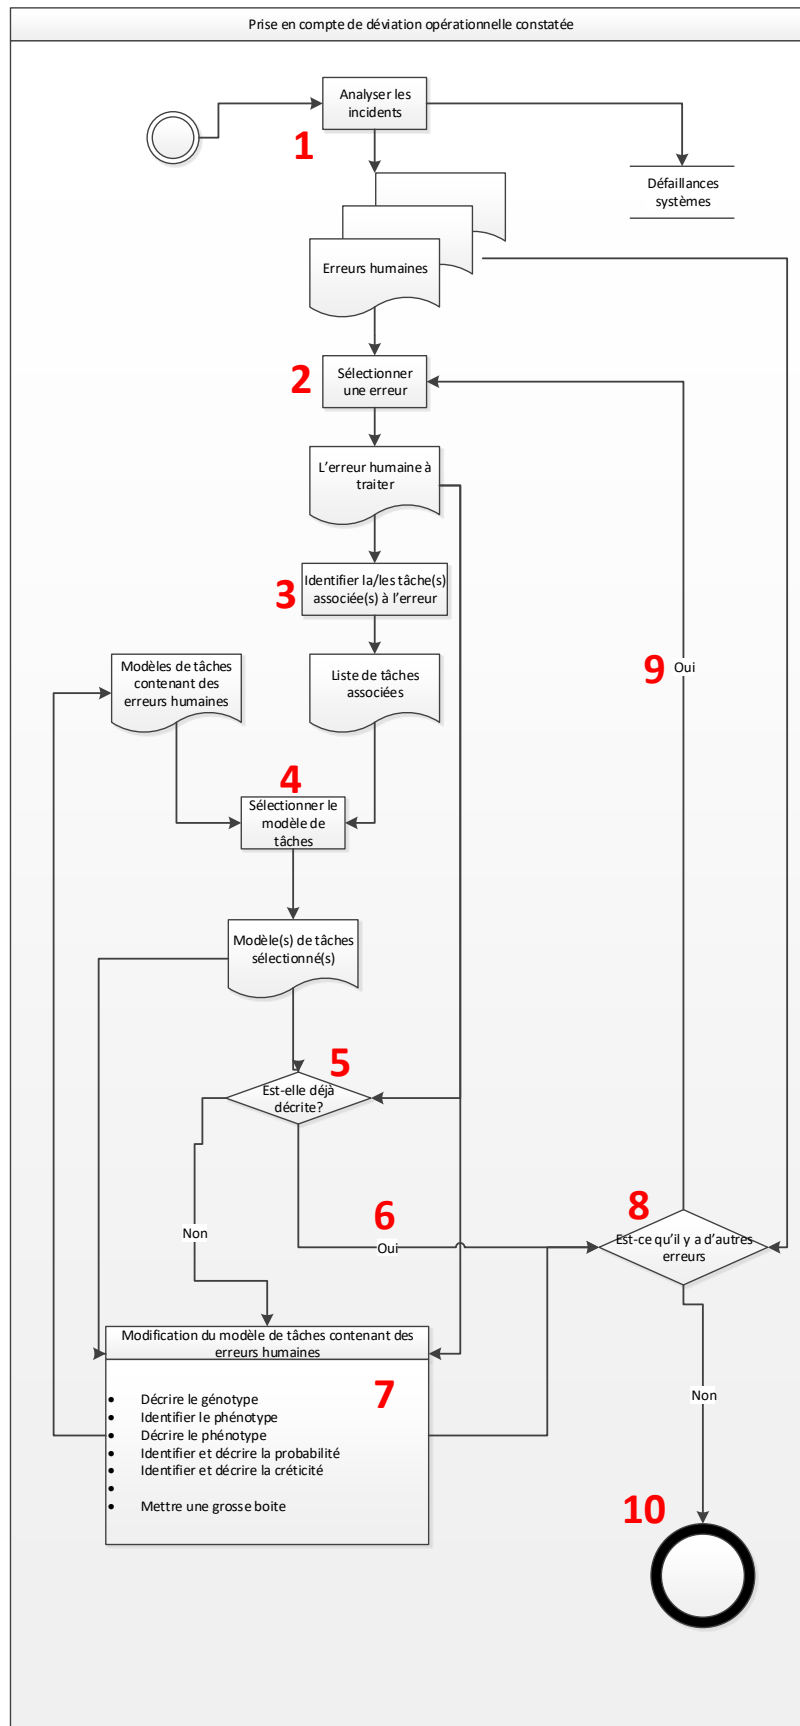 Prise en compte de déviation opérationnelle constatée
Analyser les
incidents
1
Défaillances
systèmes
Erreurs humaines
2
Sélectionner
une erreur
L'erreur humaine à
traiter
3
Identifier la/les tâche(s)
associée(s) à l'erreur
Modèles de tâches
contenant des
erreurs humaines
Liste de tâches
associées
9
Oui
4
Sélectionner le
modèle de
tâches
Modèle(s) de tâches
sélectionné(s)
5
Est-elle déjà
décrite?
6
Oui
Non
8
Est-ce qu'il y a d'autres
erreurs
Modification du modèle de tâches contenant des
erreurs humaines
7
• Décrire le génotype
• Identifier le phénotype
• Décrire le phénotype
• Identifier et décrire la probabilité
• Identifier et décrire la créticité
•
• Mettre une grosse boite
Non
10